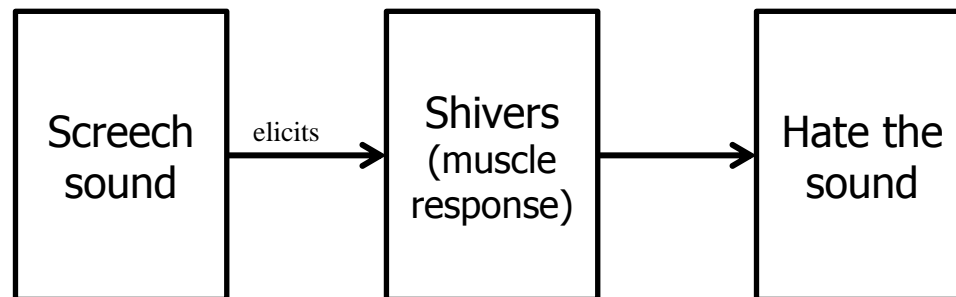 Screech
sound
elicits
Shivers
(muscle
response)
Hate the
sound